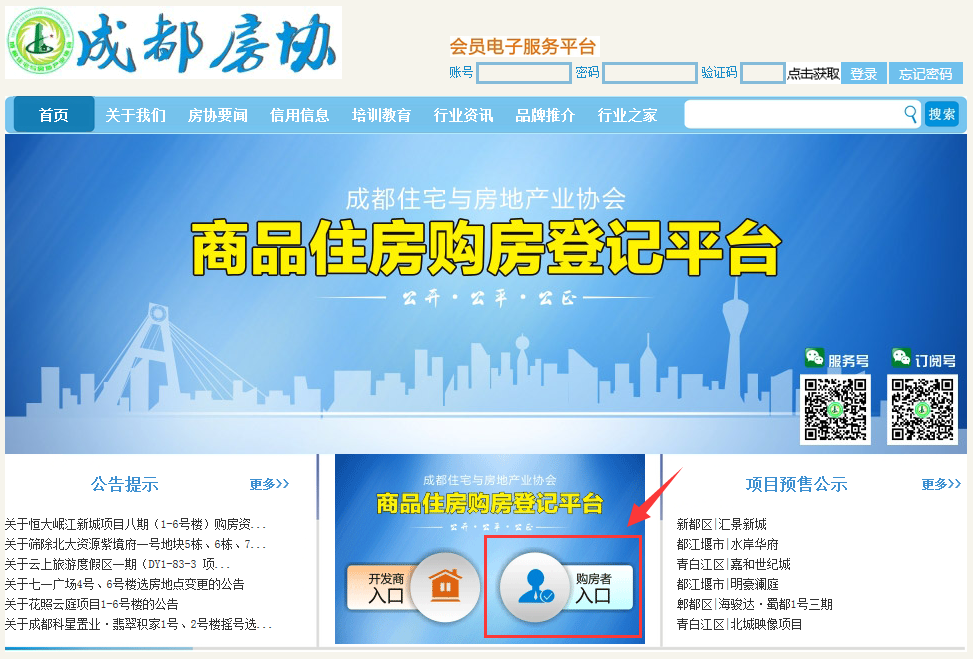 成都房协
会员电子服务平台
账号 密码 验证码 点击获取 登录 忘记密码
首页 关于我们 房协要闻 信用信息 培训教育 行业资讯 品牌推介 行业之家 搜索
成都住宅与房地产业协会
商品住房购房登记平台
公开·公平·公正
服务号 订阅号
公告提示 更多>>
关于恒大岷江新城项目八期（1-6号楼）购房资...
关于筛除北大资源紫境府一号地块5栋、6栋、7...
关于云上旅游度假区一期（DY1-83-3 项...
关于七一广场4号、6号楼选房地点变更的公告
关于花照云庭项目1-6号楼的公告
关于成都科星置业·翡翠积家1号、2号楼摇号选...
成都住宅与房地产业协会
商品住房购房登记平台
公开·公平·公正
开发商
入口
购房者
入口
项目预售公示 更多>>
新都区|汇景新城
都江堰市|水岸华府
青白江区|嘉和世纪城
都江堰市|明豪澜庭
郫都区|海骏达·蜀都1号三期
青白江区|北城映像项目